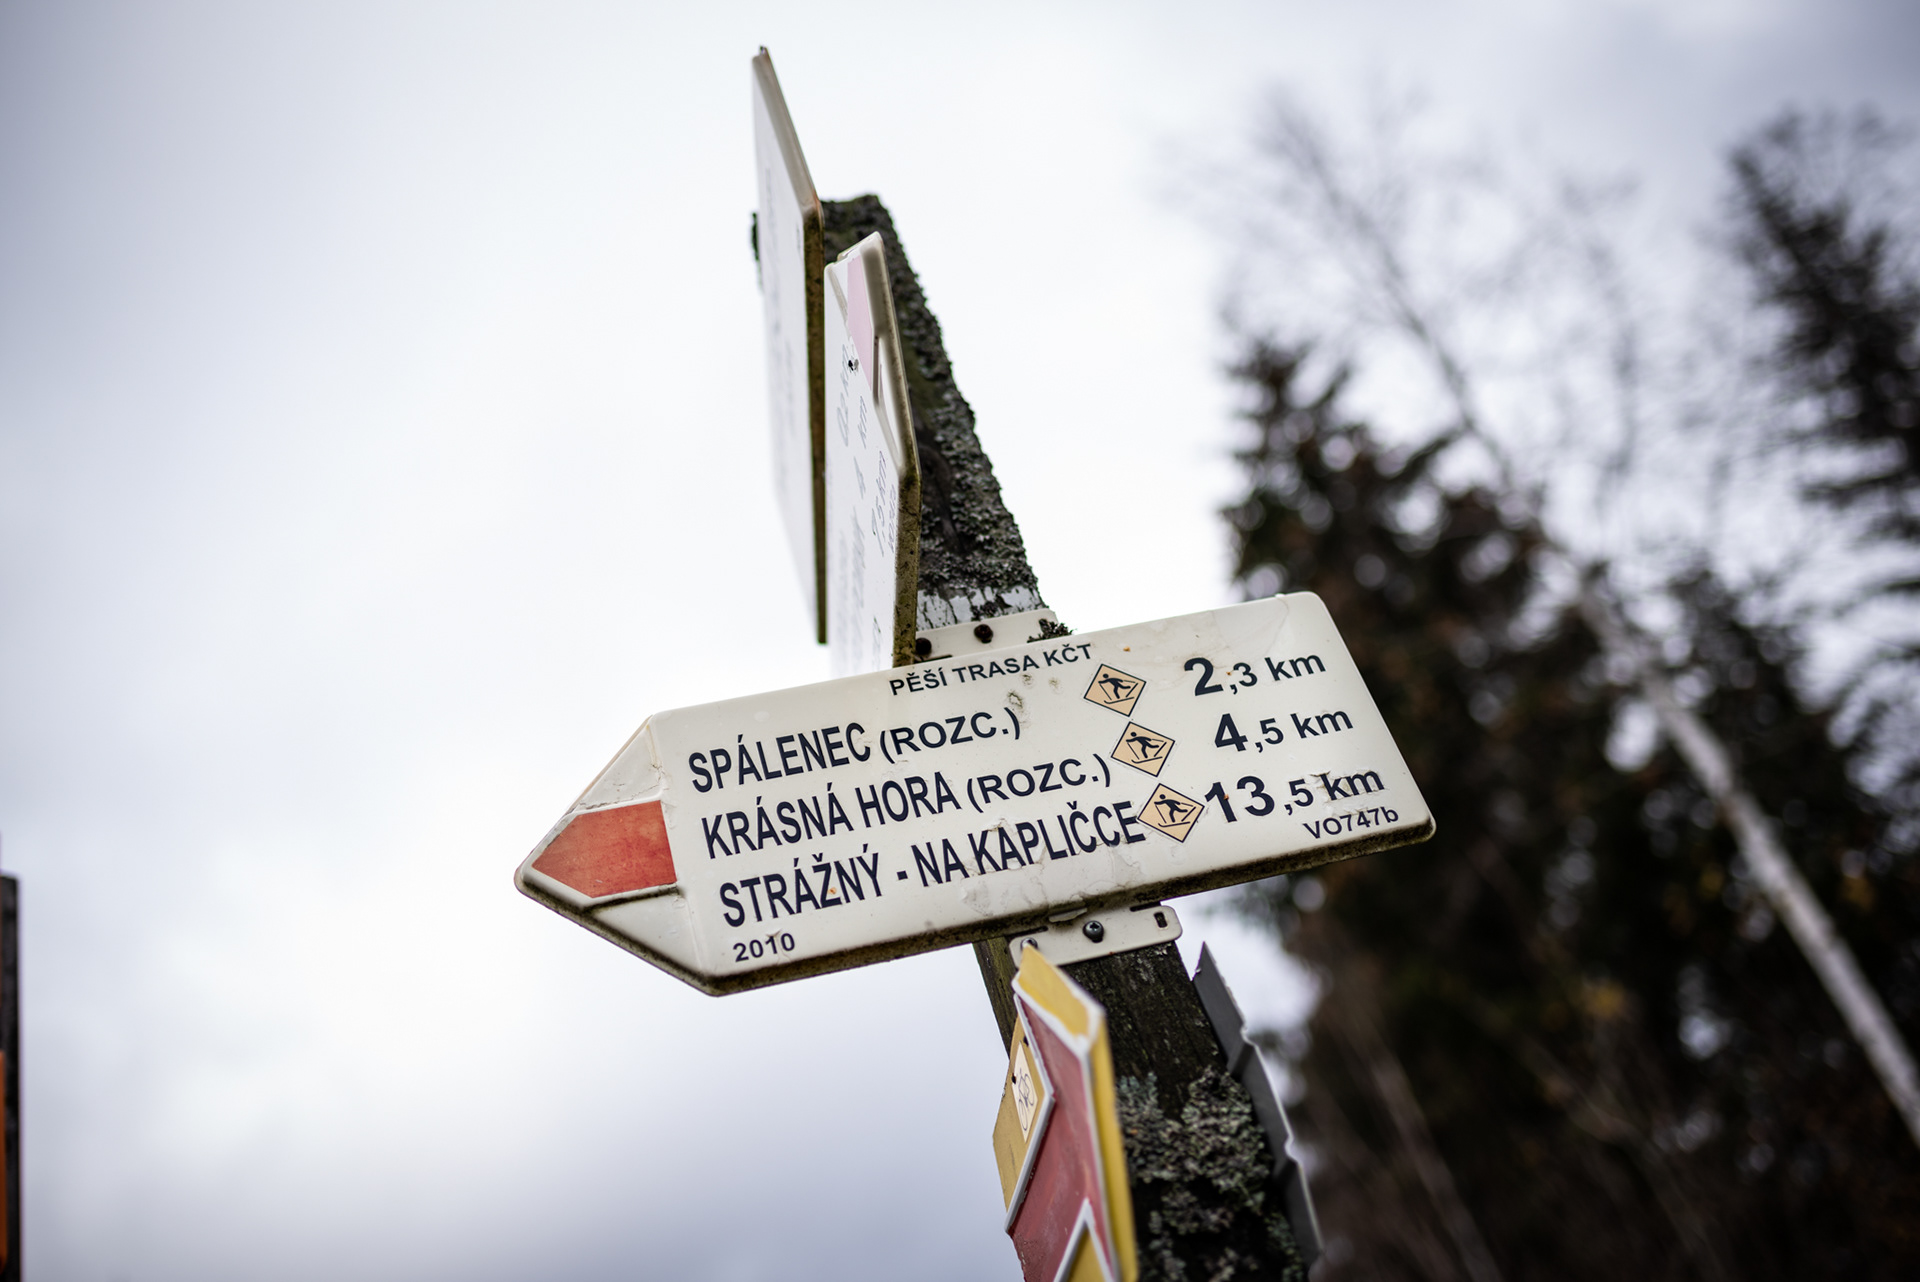 PĚŠÍ TRASA KČT
SPÁLENEC (ROZC.) 2,3 km
KRÁSNÁ HORA (ROZC.) 4,5 km
STRÁŽNÝ - NA KAPLIČCE 13,5 km
2010 VO747b